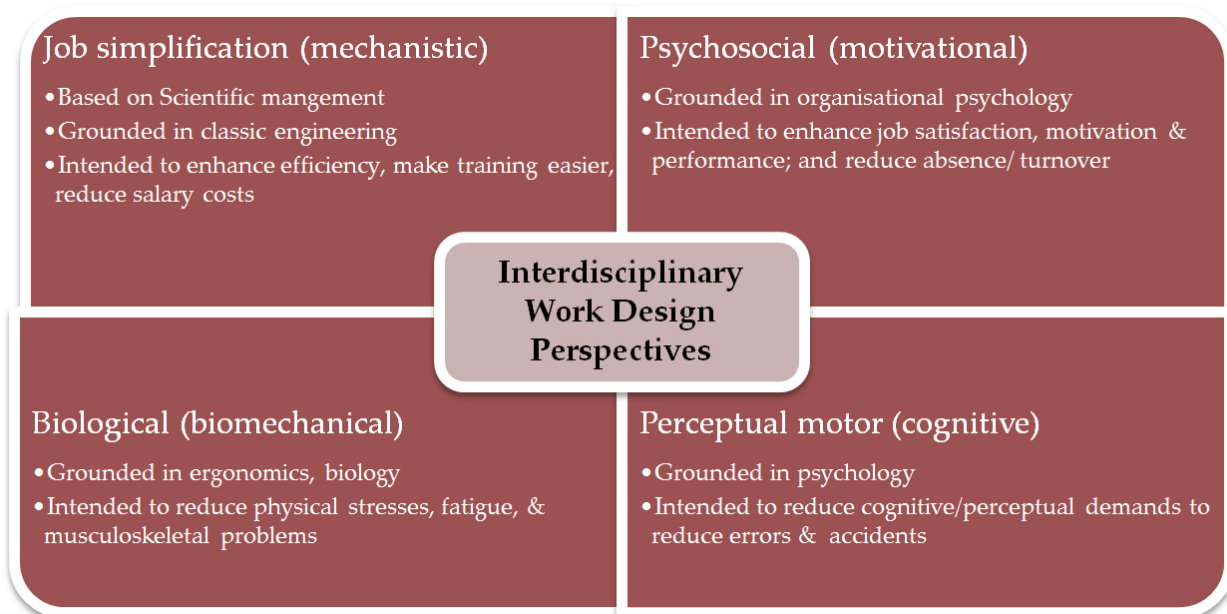 Job simplification (mechanistic)
•Based on Scientific mangement
•Grounded in classic engineering
•Intended to enhance efficiency, make training easier,
reduce salary costs
Psychosocial (motivational)
•Grounded in organisational psychology
•Intended to enhance job satisfaction, motivation &
performance; and reduce absence/ turnover
Interdisciplinary
Work Design
Perspectives
Biological (biomechanical)
•Grounded in ergonomics, biology
•Intended to reduce physical stresses, fatigue, &
musculoskeletal problems
Perceptual motor (cognitive)
•Grounded in psychology
•Intended to reduce cognitive/perceptual demands to
reduce errors & accidents